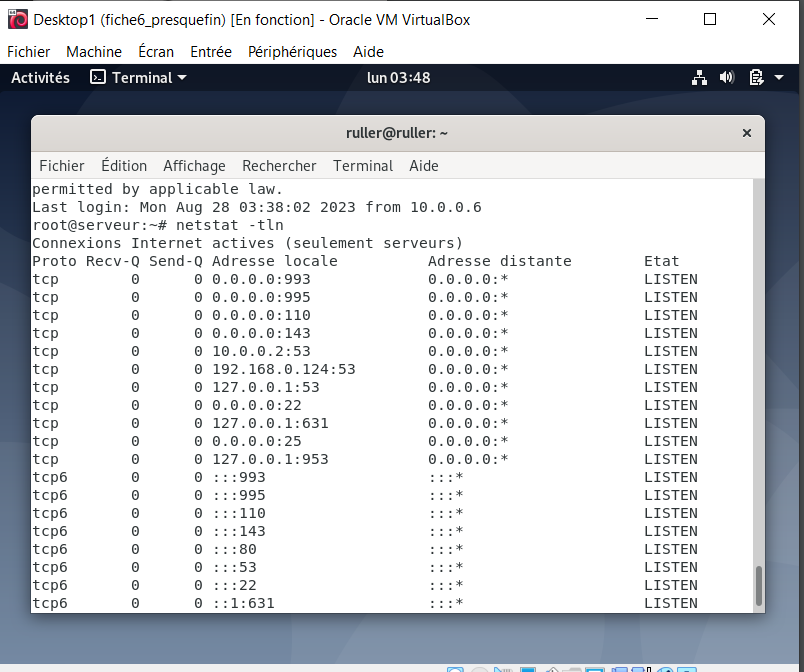 Desktop1 (fiche6_presquefin) [En fonction] - Oracle VM VirtualBox
Fichier Machine Écran Entrée Périphériques Aide
Activités Terminal lun 03:48
ruller@ruller: ~
Fichier Édition Affichage Rechercher Terminal Aide
permitted by applicable law.
Last login: Mon Aug 28 03:38:02 2023 from 10.0.0.6
root@serveur:~# netstat -tln
Connexions Internet actives (seulement serveurs)
Proto Recv-Q Send-Q Adresse locale Adresse distante Etat
tcp 0 0 0.0.0.0:993 0.0.0.0:* LISTEN
tcp 0 0 0.0.0.0:995 0.0.0.0:* LISTEN
tcp 0 0 0.0.0.0:110 0.0.0.0:* LISTEN
tcp 0 0 0.0.0.0:143 0.0.0.0:* LISTEN
tcp 0 0 10.0.0.2:53 0.0.0.0:* LISTEN
tcp 0 0 192.168.0.124:53 0.0.0.0:* LISTEN
tcp 0 0 127.0.0.1:53 0.0.0.0:* LISTEN
tcp 0 0 0.0.0.0:22 0.0.0.0:* LISTEN
tcp 0 0 127.0.0.1:631 0.0.0.0:* LISTEN
tcp 0 0 0.0.0.0:25 0.0.0.0:* LISTEN
tcp 0 0 127.0.0.1:953 0.0.0.0:* LISTEN
tcp6 0 0 :::993 :::* LISTEN
tcp6 0 0 :::995 :::* LISTEN
tcp6 0 0 :::110 :::* LISTEN
tcp6 0 0 :::143 :::* LISTEN
tcp6 0 0 :::80 :::* LISTEN
tcp6 0 0 :::53 :::* LISTEN
tcp6 0 0 :::22 :::* LISTEN
tcp6 0 0 ::1:631 :::* LISTEN